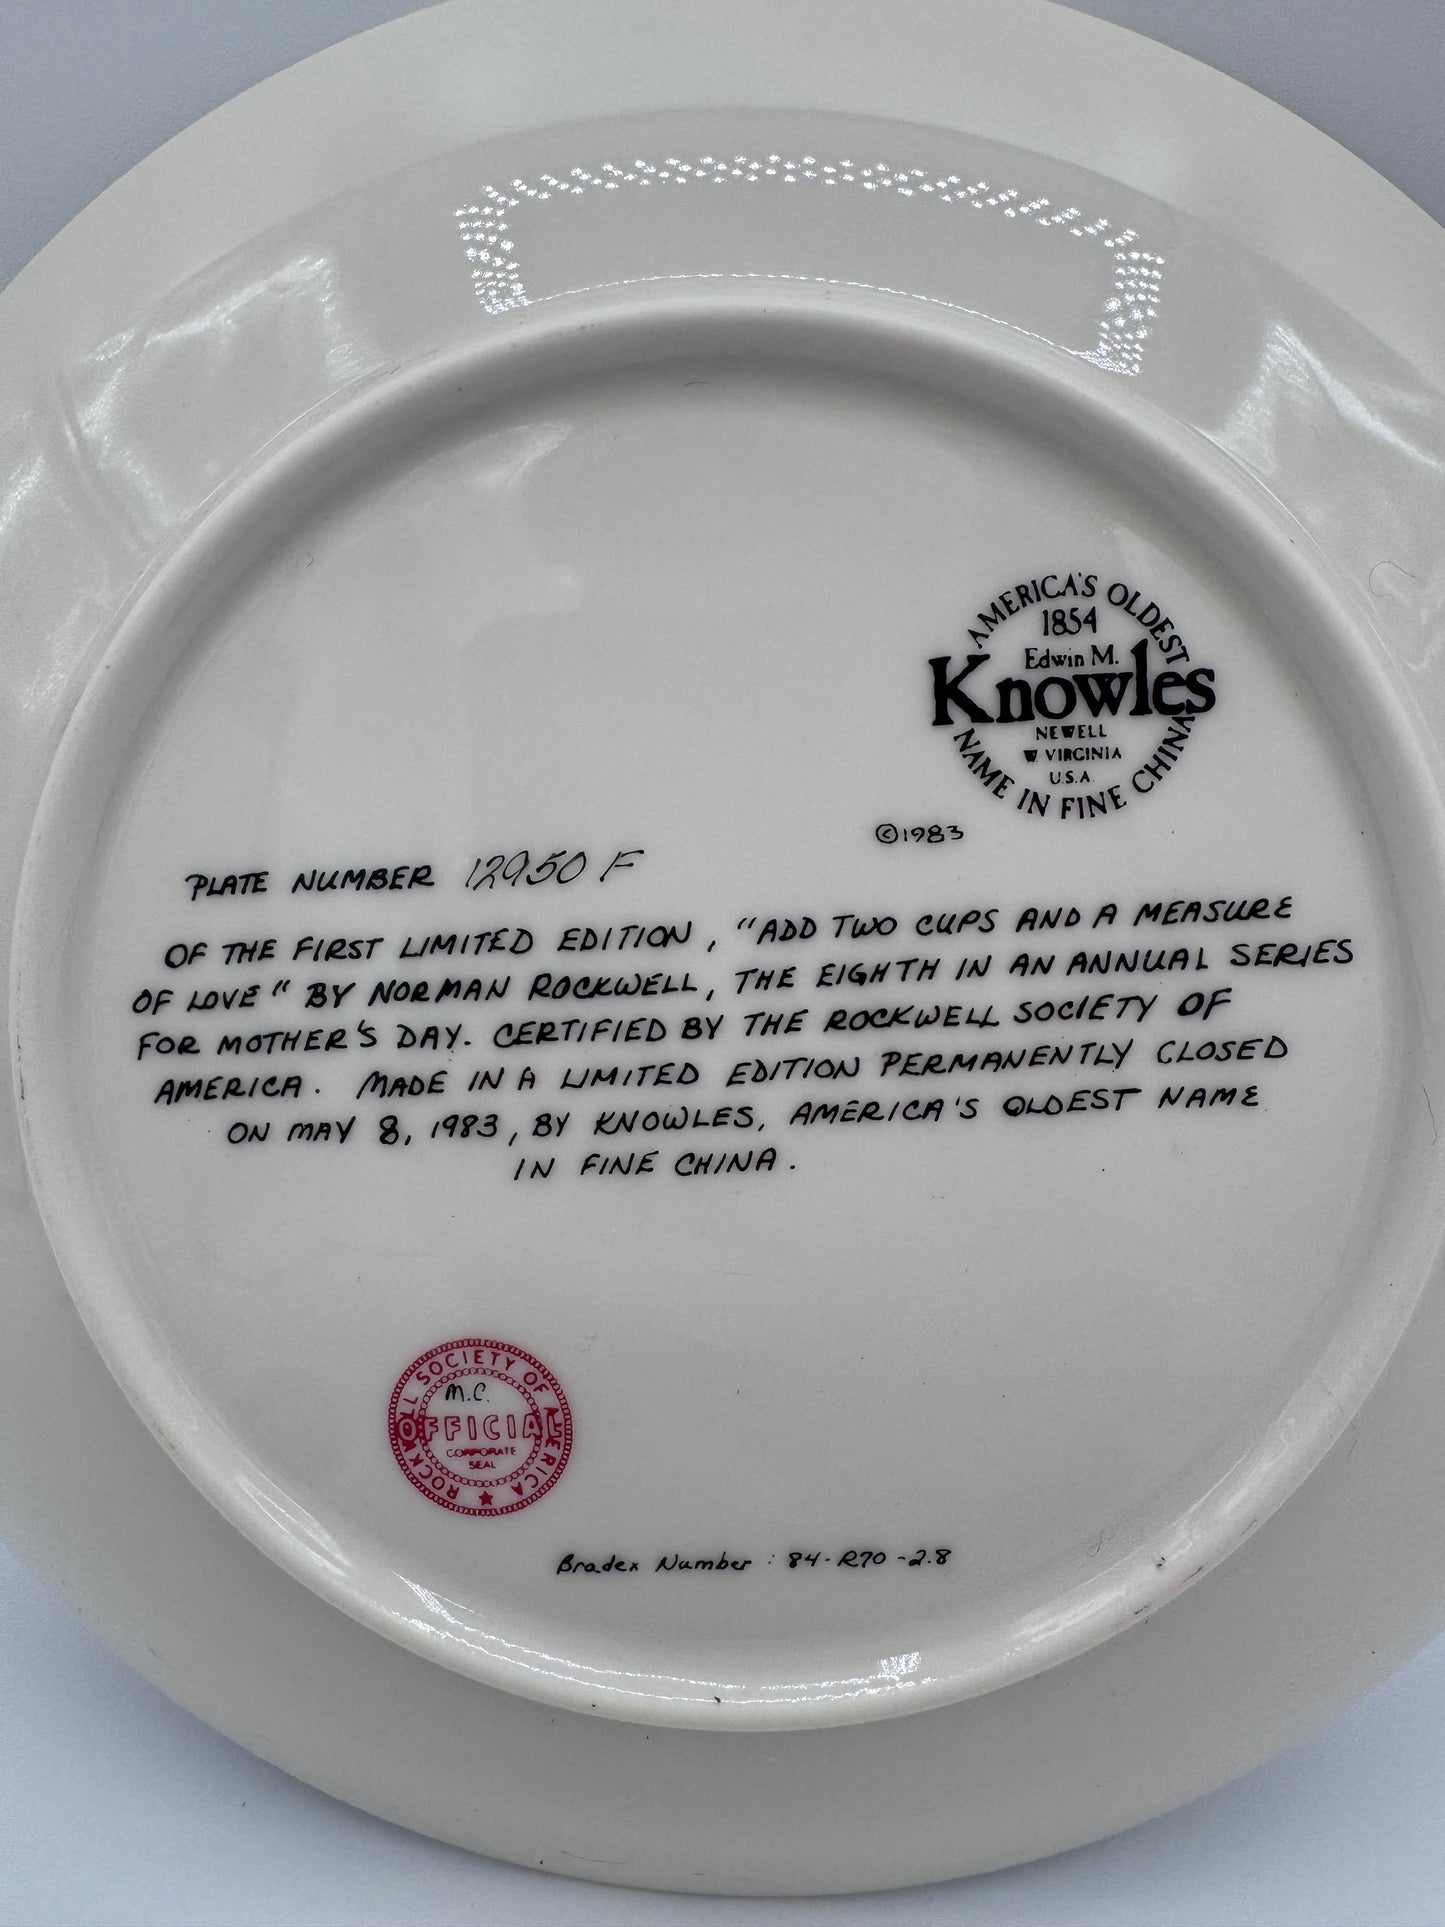 AMERICA'S OLDEST
1854
Edwin M.
Knowles
NEWELL
W. VIRGINIA
U.S.A.
NAME IN FINE CHINA
©1983
PLATE NUMBER 12950 F
OF THE FIRST LIMITED EDITION, "ADD TWO CUPS AND A MEASURE
OF LOVE" BY NORMAN ROCKWELL, THE EIGHTH IN AN ANNUAL SERIES
FOR MOTHER'S DAY. CERTIFIED BY THE ROCKWELL SOCIETY OF
AMERICA. MADE IN A LIMITED EDITION PERMANENTLY CLOSED
ON MAY 8, 1983, BY KNOWLES, AMERICA'S OLDEST NAME
IN FINE CHINA.
ROCKWELL SOCIETY OF AMERICA
M.C.
OFFICIAL
CORPORATE
SEAL
Bradex Number: 84-R70-2.8